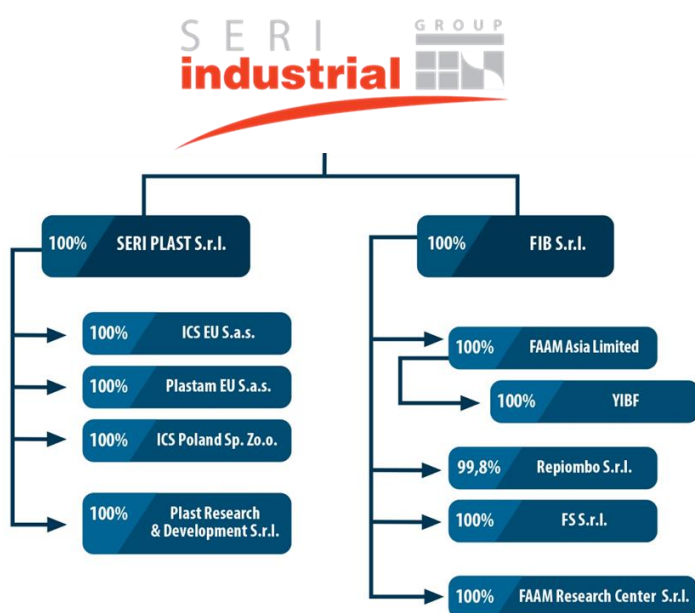 SERI
GROUP
industrial
100% SERI PLAST S.r.l.
100% ICS EU S.a.s.
100% Plastam EU S.a.s.
100% ICS Poland Sp. Zo.o.
100% Plast Research
& Development S.r.l.
100% FIB S.r.l.
100% FAAM Asia Limited
100% YIBF
99,8% Repiombo S.r.l.
100% FS S.r.l.
100% FAAM Research Center S.r.l.